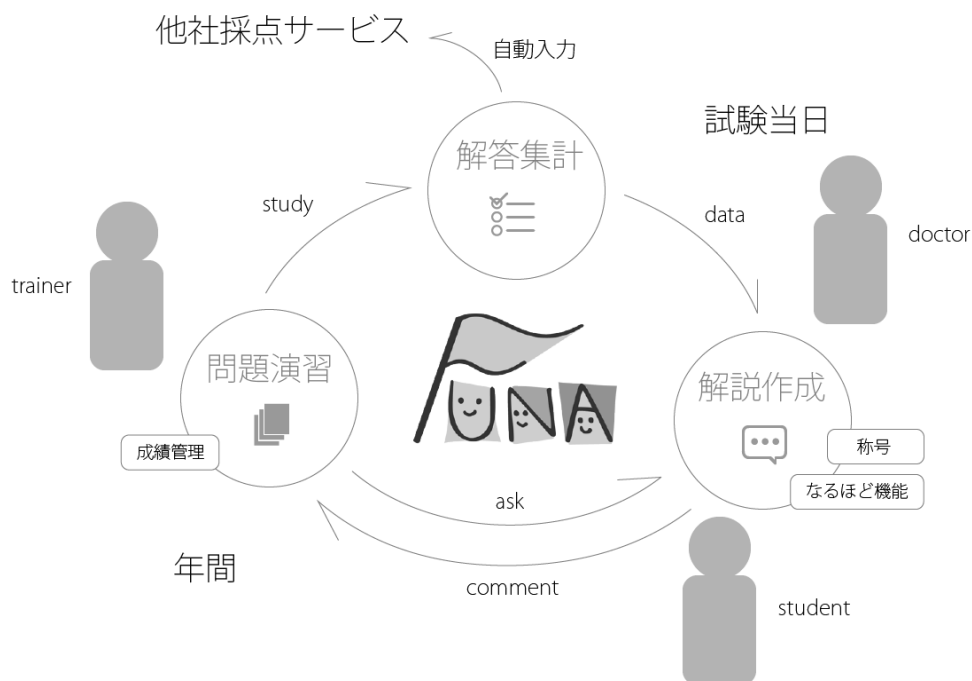 他社採点サービス
自動入力
試験当日
解答集計
study
data
doctor
trainer
問題演習
FUNA
解説作成
成績管理
称号
なるほど機能
ask
年間
comment
student